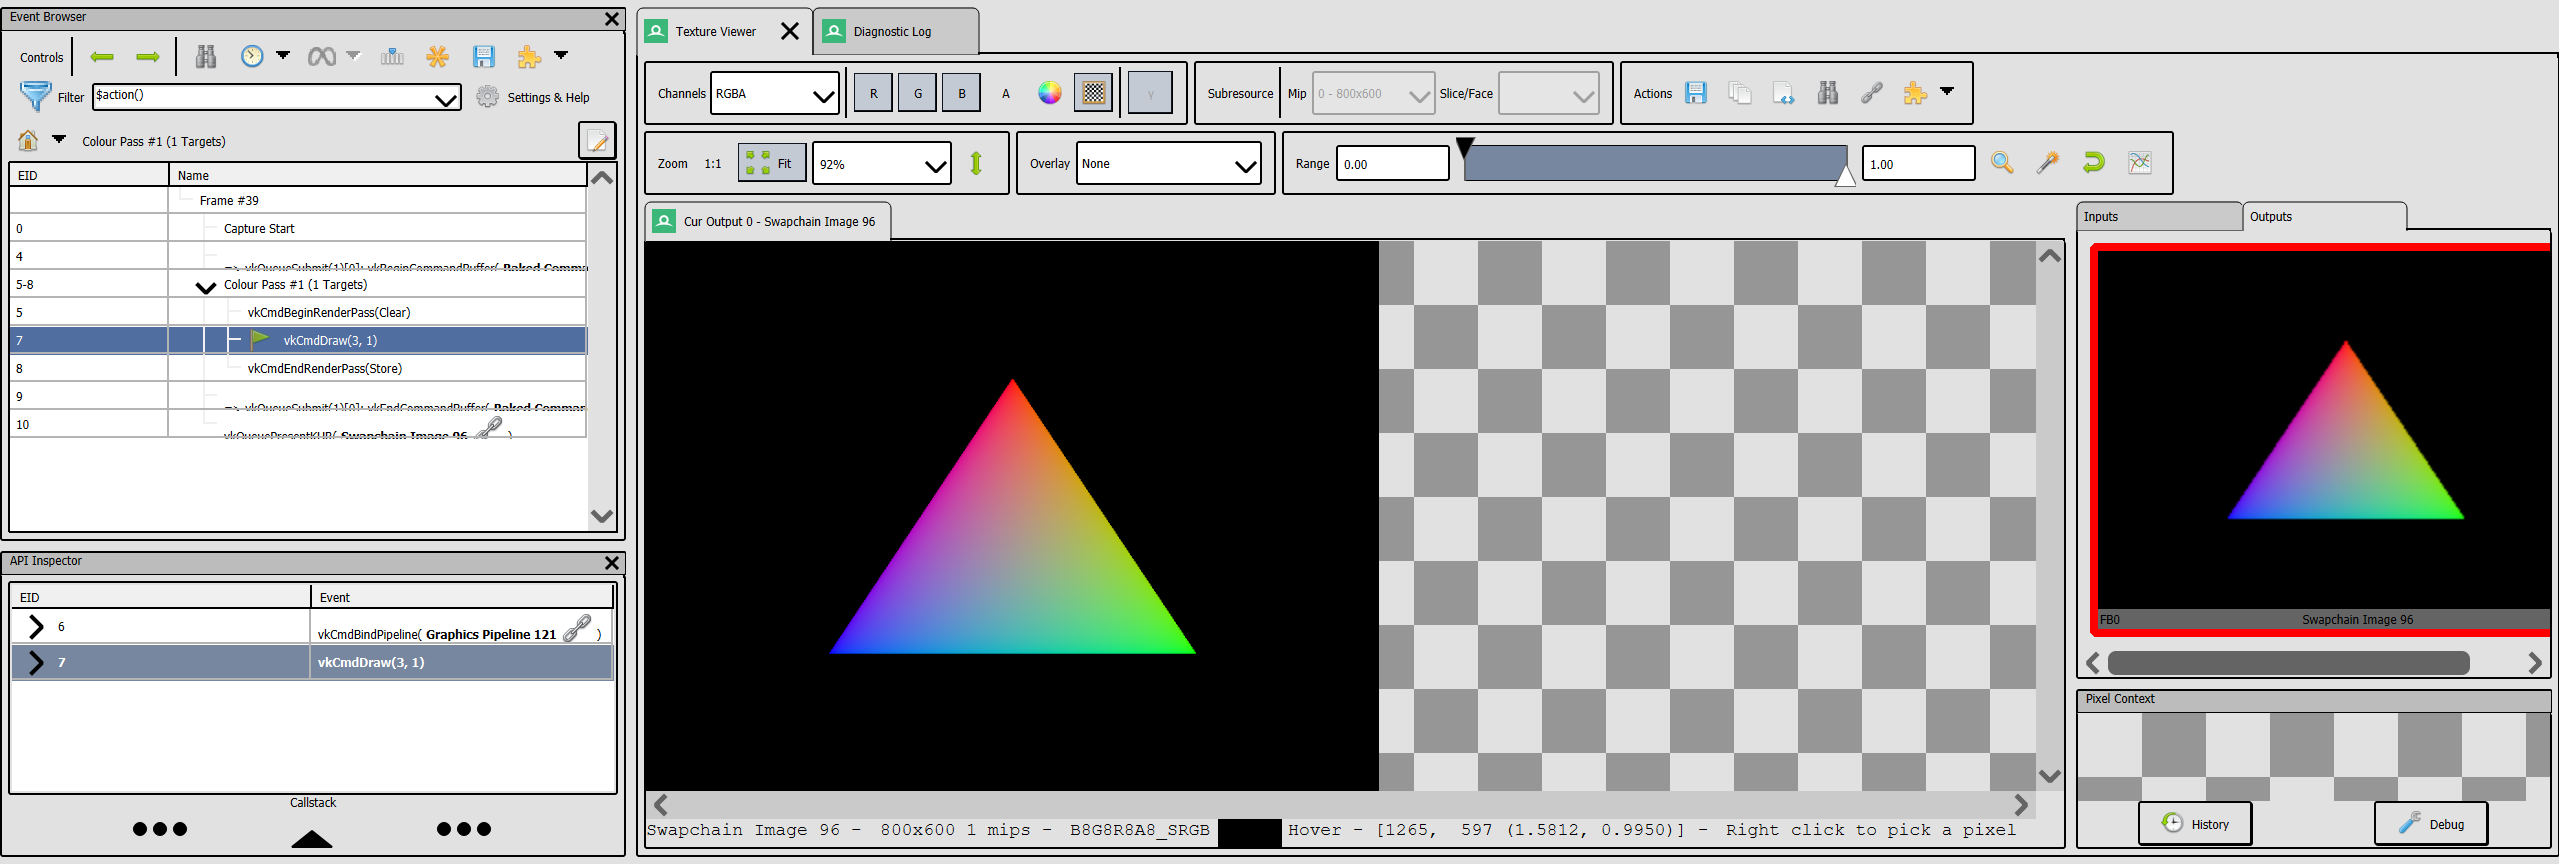 Event Browser
Controls
Filter $action() Settings & Help
Colour Pass #1 (1 Targets)
EID Name
Frame #39
0 Capture Start
4 => vkQueueSubmit(1)[0]: vkBeginCommandBuffer( Baked Comma
5-8 Colour Pass #1 (1 Targets)
5 vkCmdBeginRenderPass(Clear)
7 vkCmdDraw(3, 1)
8 vkCmdEndRenderPass(Store)
9 => vkQueueSubmit(1)[0]: vkEndCommandBuffer( Baked Comman
10 vkQueuePresentKHR( Swapchain Image 96 )
API Inspector
EID Event
6 vkCmdBindPipeline( Graphics Pipeline 121 )
7 vkCmdDraw(3, 1)
Callstack
Texture Viewer Diagnostic Log
Channels RGBA R G B A γ Subresource Mip 0 - 800x600 Slice/Face Actions
Zoom 1:1 Fit 92% Overlay None Range 0.00 1.00
Cur Output 0 - Swapchain Image 96
Swapchain Image 96 - 800x600 1 mips - B8G8R8A8_SRGB Hover - [1265, 597 (1.5812, 0.9950)] - Right click to pick a pixel
Inputs Outputs
FB0 Swapchain Image 96
Pixel Context
History Debug